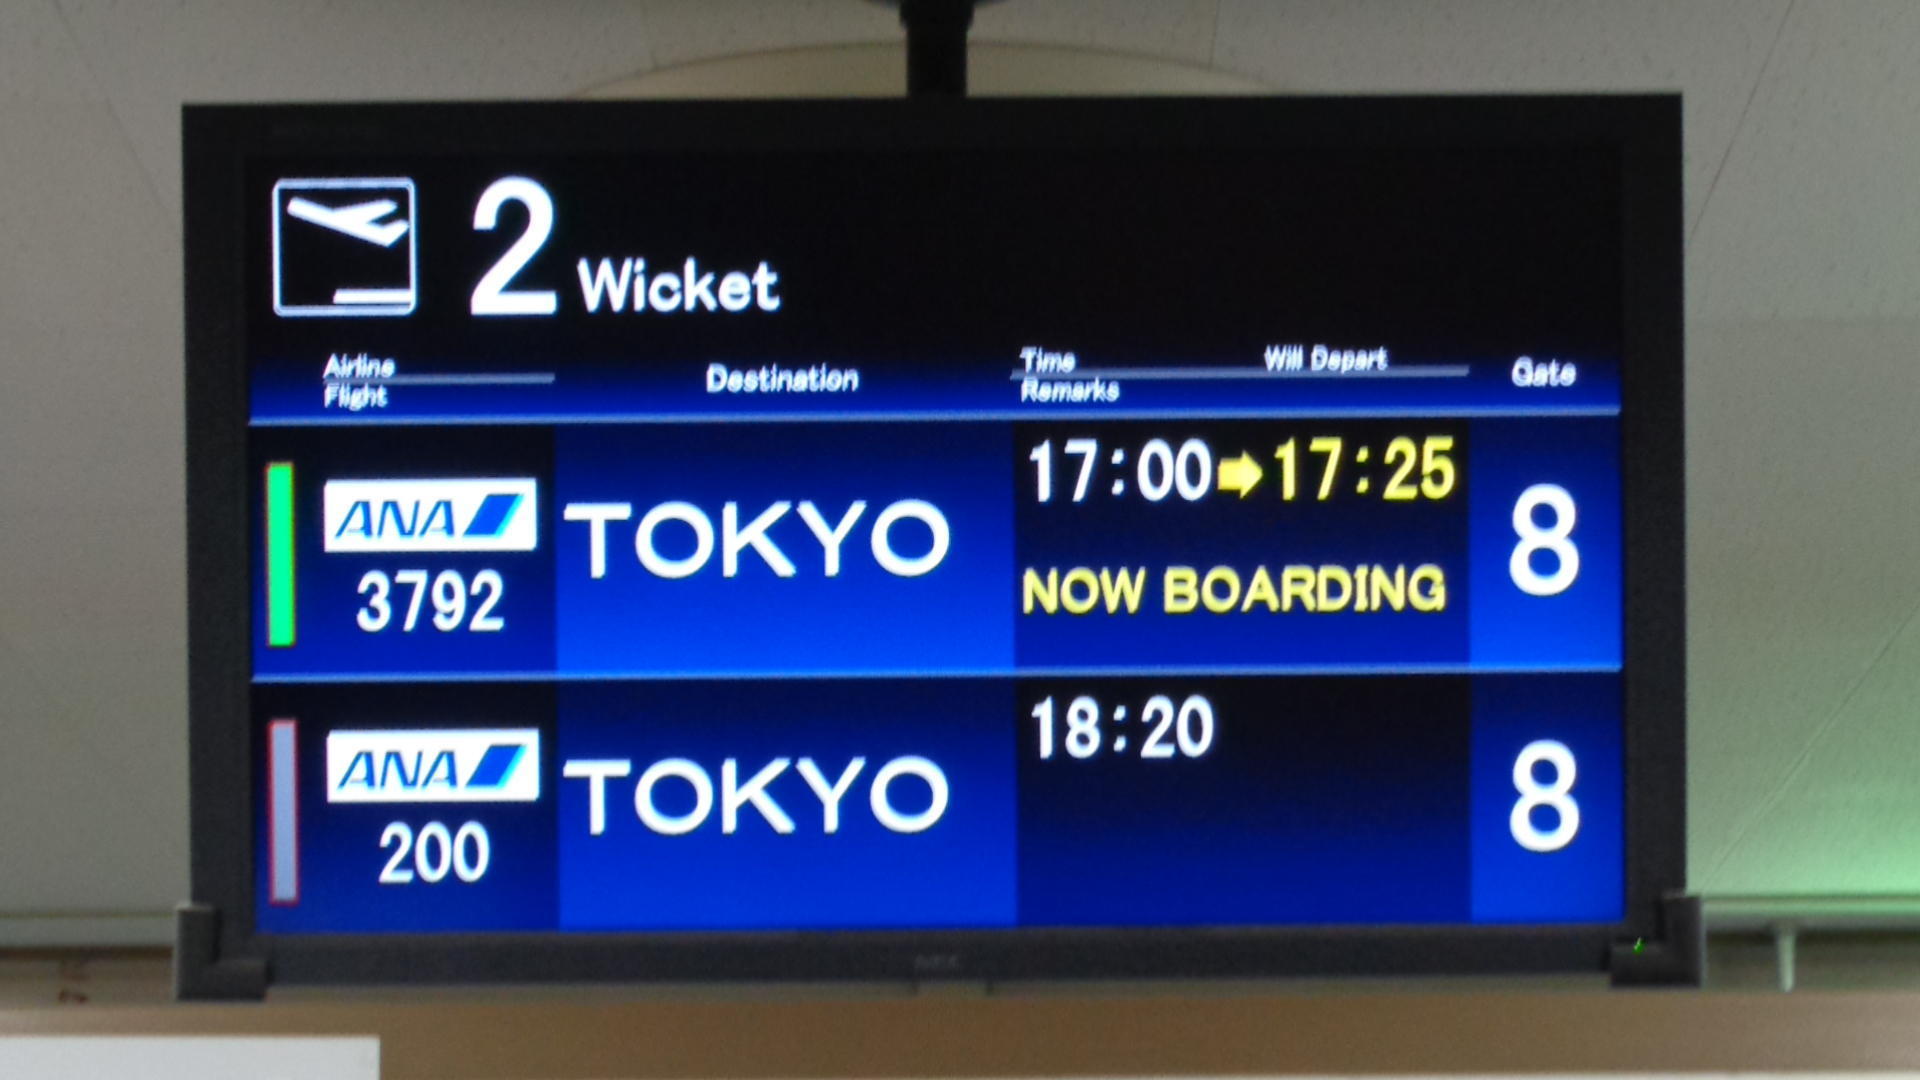 2 Wicket
Airline Destination Time Will Depart Gate
Flight Remarks
ANA TOKYO 17:00➡17:25 8
3792 NOW BOARDING
ANA TOKYO 18:20 8
200